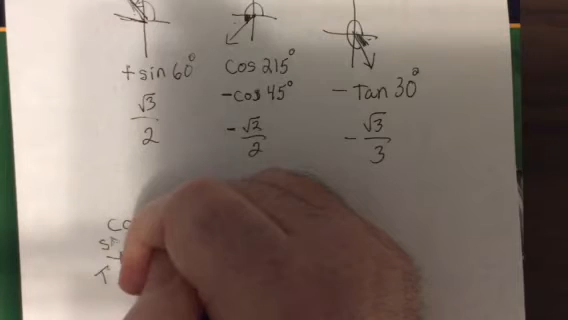 +sin 60° cos 215° - Tan 30°
-cos 45°
√3/2 -√2/2 -√3/3